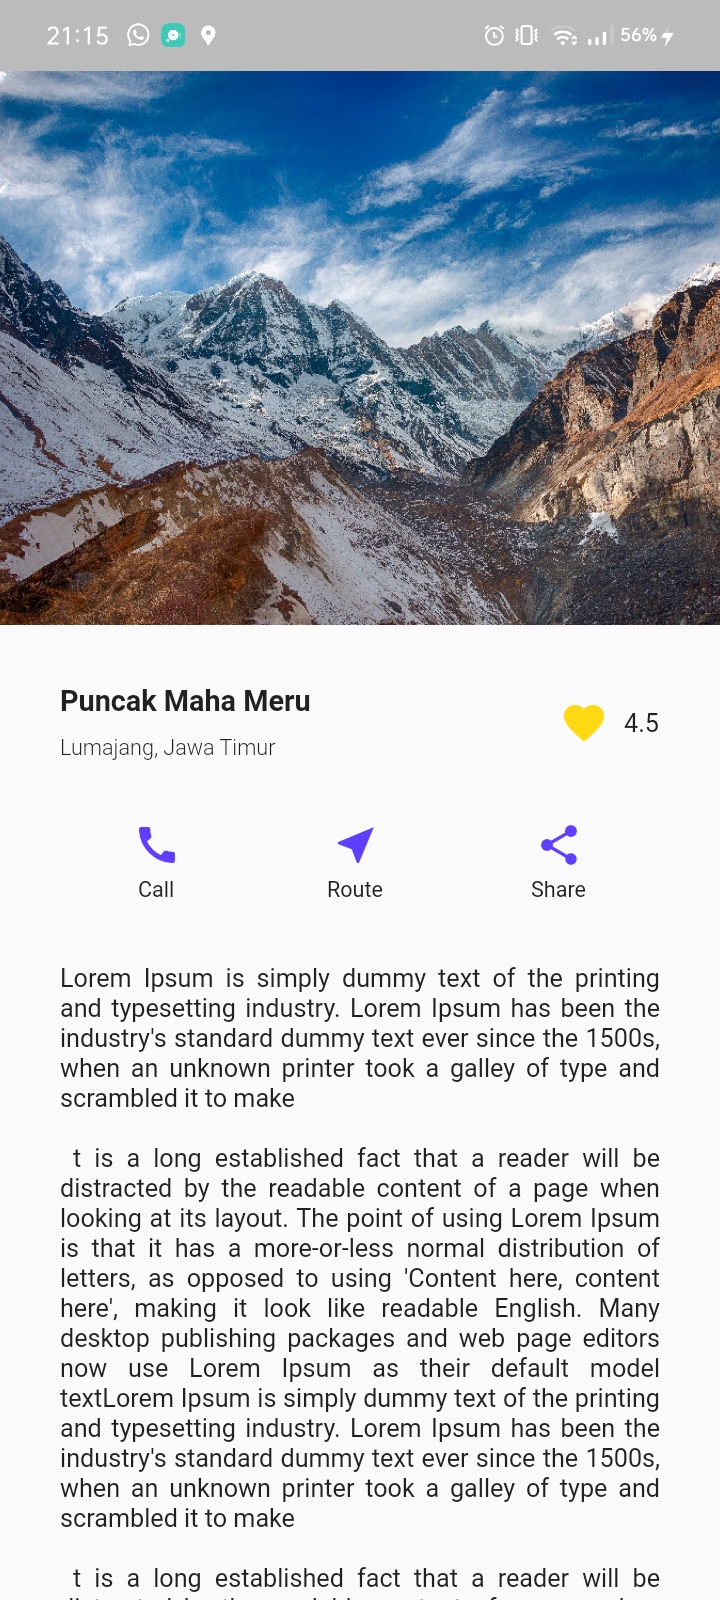 21:15 56%
Puncak Maha Meru
4.5
Lumajang, Jawa Timur
Call Route Share
Lorem Ipsum is simply dummy text of the printing
and typesetting industry. Lorem Ipsum has been the
industry's standard dummy text ever since the 1500s,
when an unknown printer took a galley of type and
scrambled it to make
t is a long established fact that a reader will be
distracted by the readable content of a page when
looking at its layout. The point of using Lorem Ipsum
is that it has a more-or-less normal distribution of
letters, as opposed to using 'Content here, content
here', making it look like readable English. Many
desktop publishing packages and web page editors
now use Lorem Ipsum as their default model
textLorem Ipsum is simply dummy text of the printing
and typesetting industry. Lorem Ipsum has been the
industry's standard dummy text ever since the 1500s,
when an unknown printer took a galley of type and
scrambled it to make
t is a long established fact that a reader will be